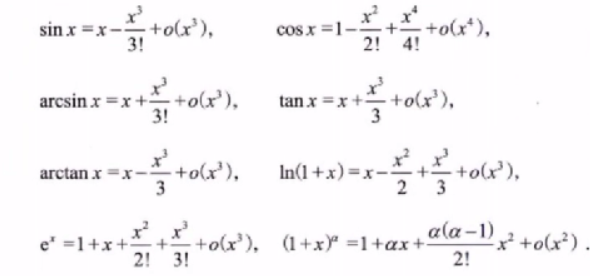 sin x = x - x³/3! + o(x³), cos x = 1 - x²/2! + x⁴/4! + o(x⁴),
arcsin x = x + x³/3! + o(x³), tan x = x + x³/3 + o(x³),
arctan x = x - x³/3 + o(x³), ln(1+x) = x - x²/2 + x³/3 + o(x³),
eˣ = 1 + x + x²/2! + x³/3! + o(x³), (1+x)ᵅ = 1 + αx + α(α-1)/2! x² + o(x²).